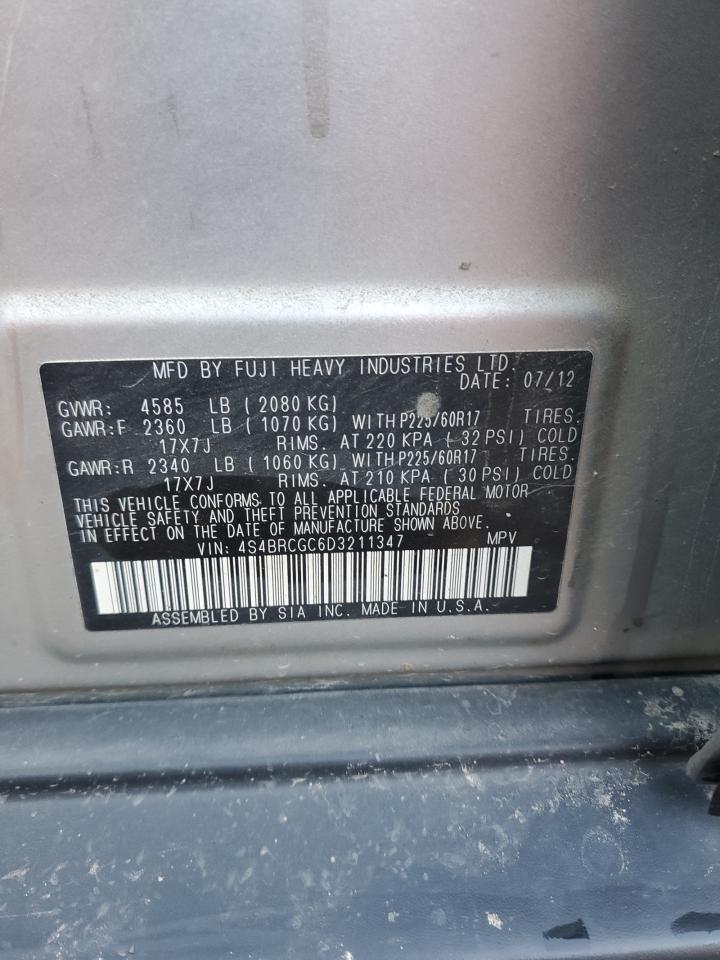 MFD BY FUJI HEAVY INDUSTRIES LTD.
DATE: 07/12
GVWR: 4585 LB ( 2080 KG)
GAWR:F 2360 LB ( 1070 KG) WITH P225/60R17 TIRES.
17X7J RIMS. AT 220 KPA ( 32 PSI) COLD
GAWR:R 2340 LB ( 1060 KG) WITH P225/60R17 TIRES.
17X7J RIMS. AT 210 KPA ( 30 PSI) COLD
THIS VEHICLE CONFORMS TO ALL APPLICABLE FEDERAL MOTOR
VEHICLE SAFETY AND THEFT PREVENTION STANDARDS
IN EFFECT ON THE DATE OF MANUFACTURE SHOWN ABOVE.
VIN: 4S4BRCGC6D3211347 MPV
ASSEMBLED BY SIA INC. MADE IN U.S.A.